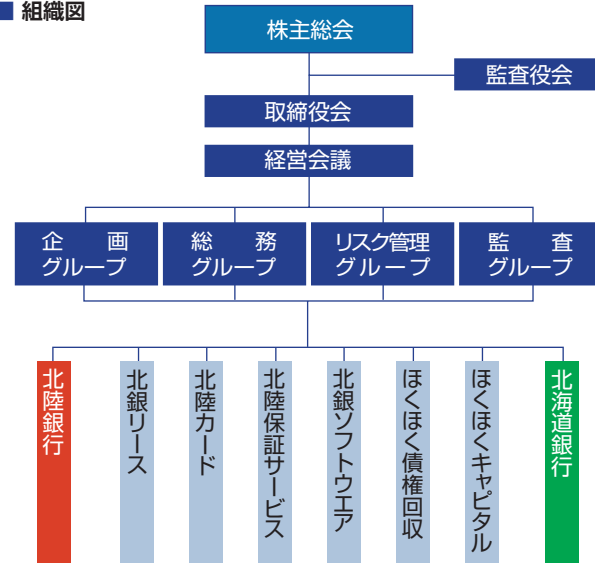 ■ 組織図
株主総会
監査役会
取締役会
経営会議
企画
グループ
総務
グループ
リスク管理
グループ
監査
グループ
北陸銀行
北銀リース
北陸カード
北陸保証サービス
北銀ソフトウエア
ほくほく債権回収
ほくほくキャピタル
北海道銀行